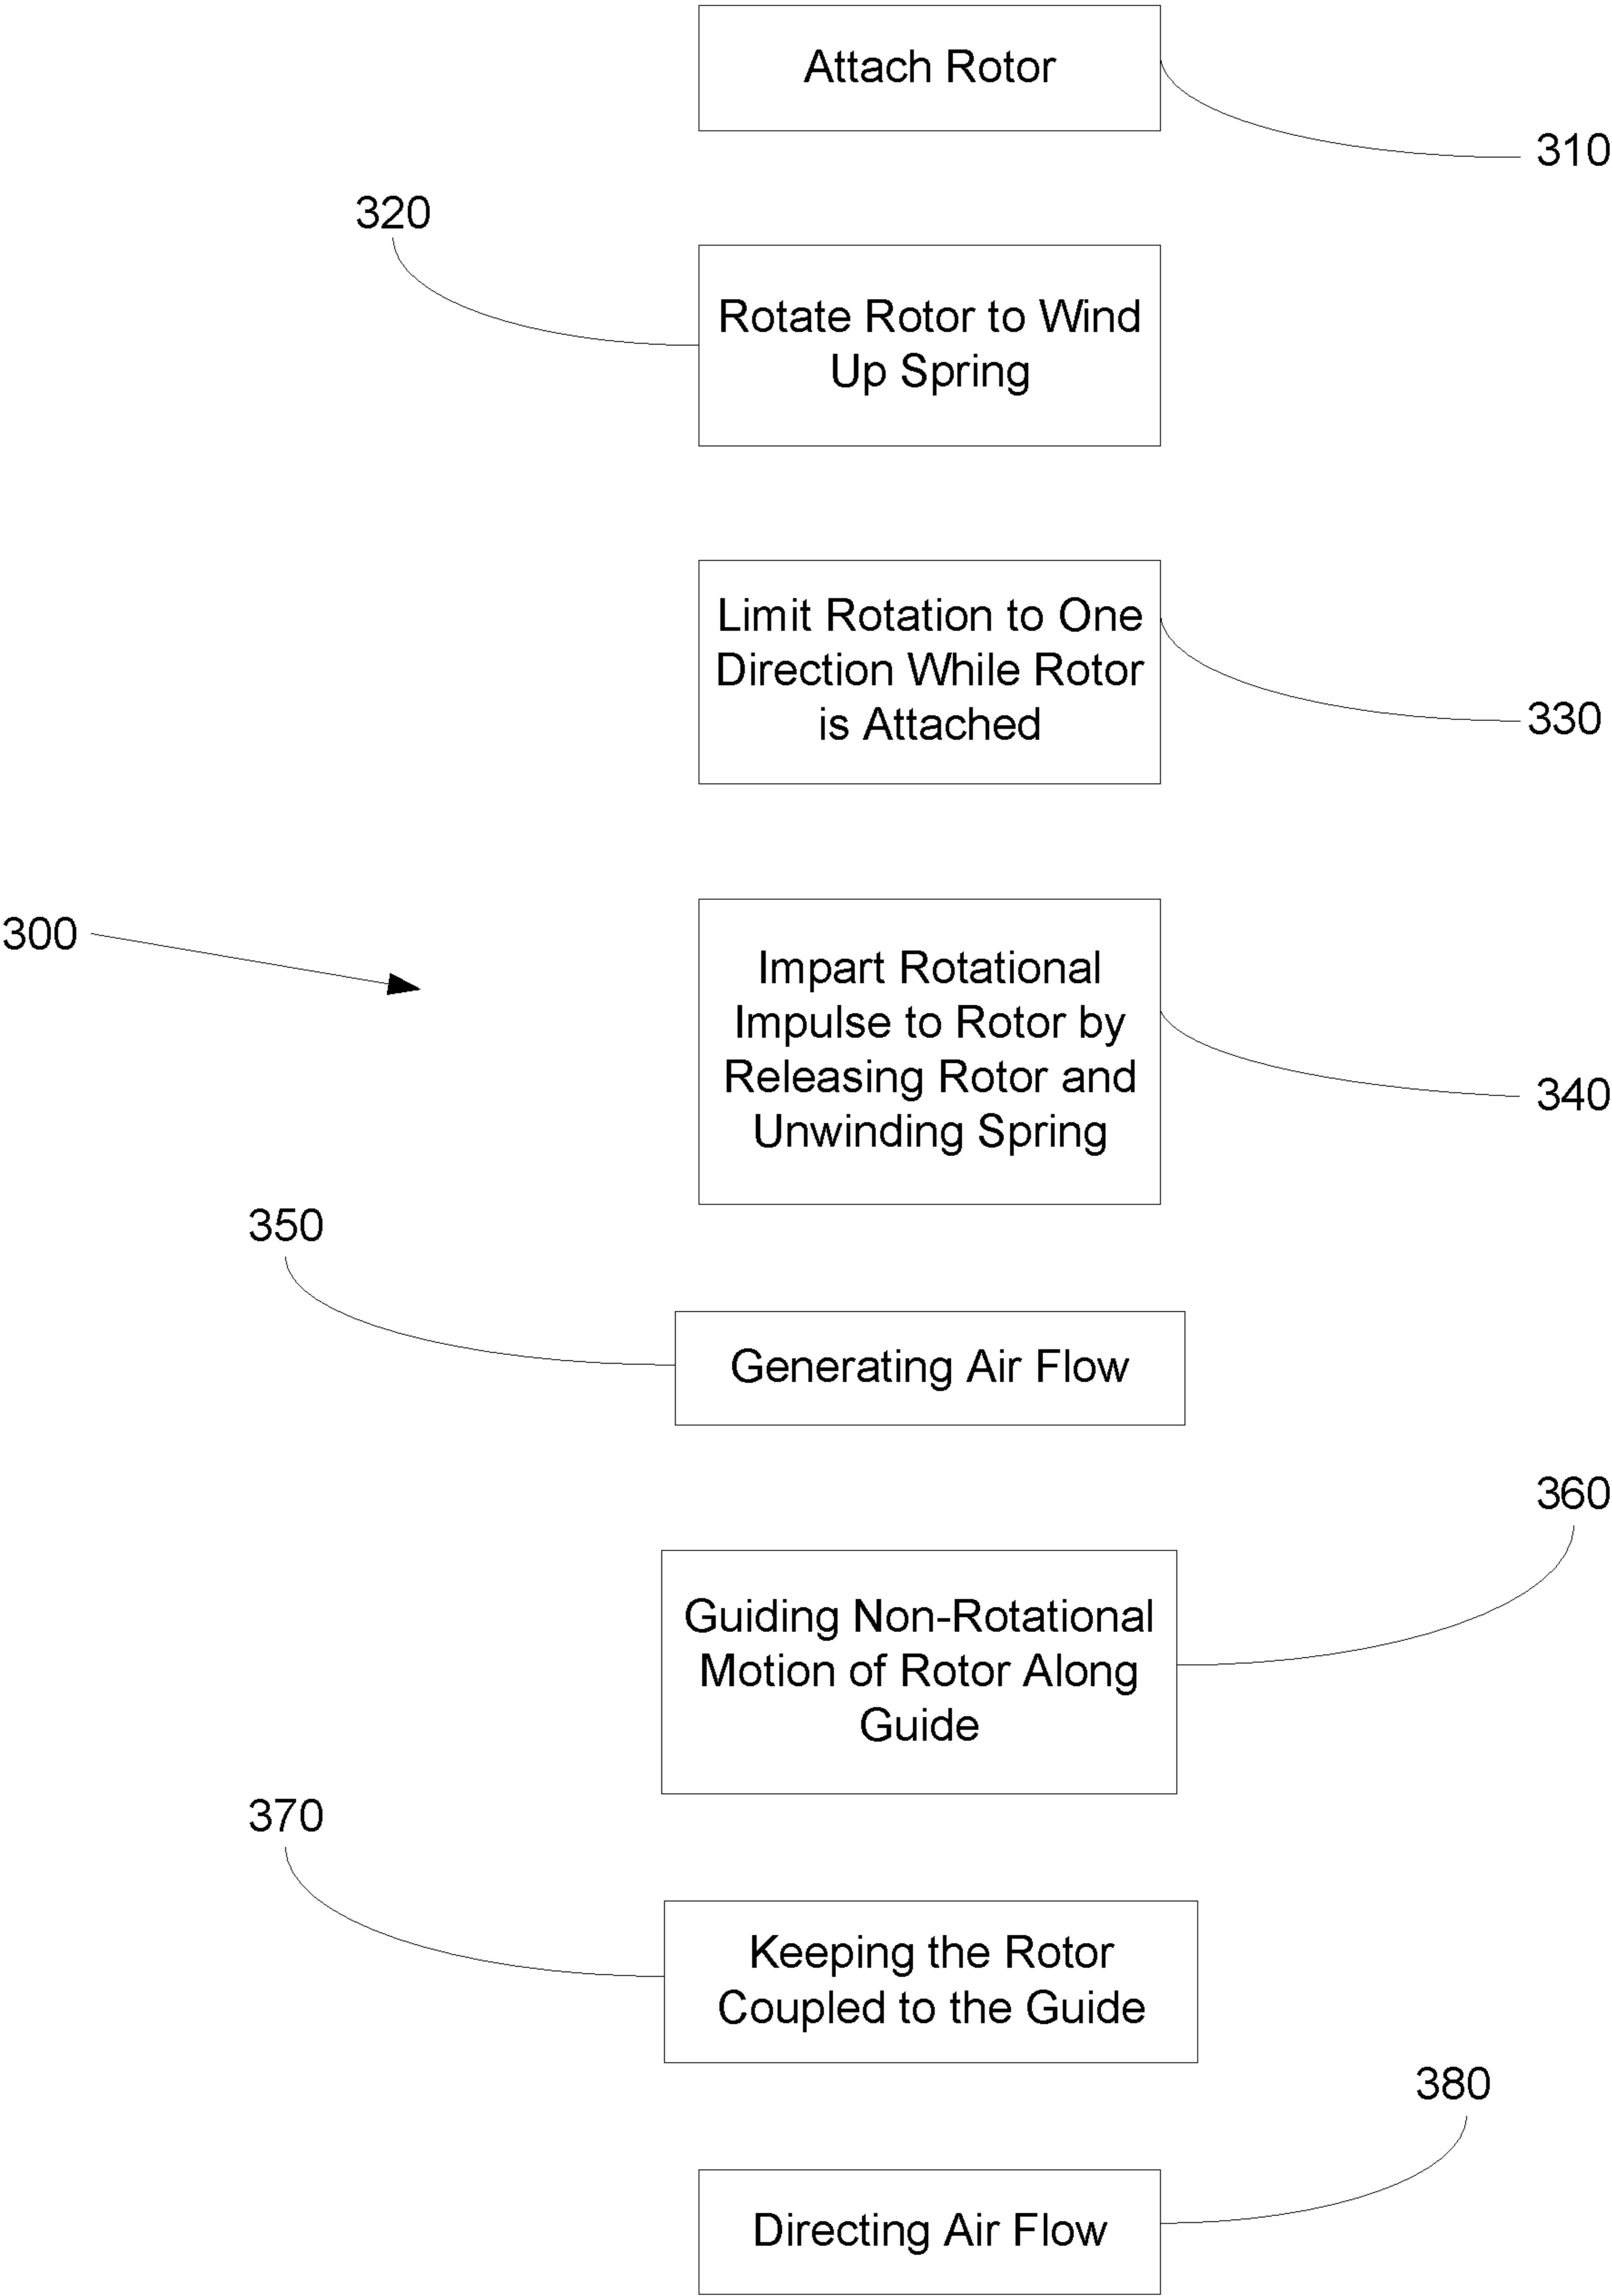 Attach Rotor
310
320
Rotate Rotor to Wind
Up Spring
Limit Rotation to One
Direction While Rotor
is Attached
330
300
Impart Rotational
Impulse to Rotor by
Releasing Rotor and
Unwinding Spring
340
350
Generating Air Flow
360
Guiding Non-Rotational
Motion of Rotor Along
Guide
370
Keeping the Rotor
Coupled to the Guide
380
Directing Air Flow